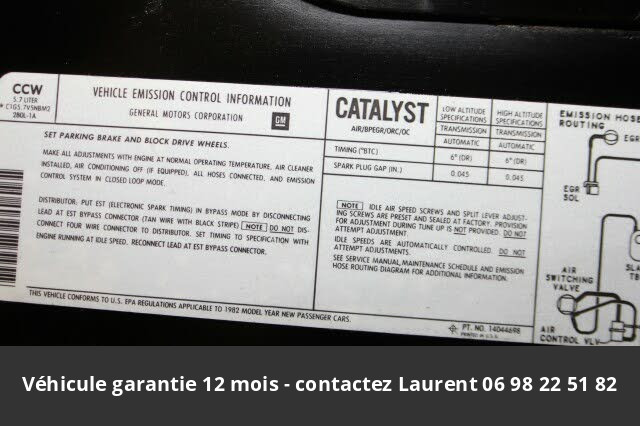 CCW
5.7 LITER
* C1G5.7V5NBM2
2B0L-1A
VEHICLE EMISSION CONTROL INFORMATION
GENERAL MOTORS CORPORATION GM
SET PARKING BRAKE AND BLOCK DRIVE WHEELS.
MAKE ALL ADJUSTMENTS WITH ENGINE AT NORMAL OPERATING TEMPERATURE, AIR CLEANER
INSTALLED, AIR CONDITIONING OFF (IF EQUIPPED), ALL HOSES CONNECTED, AND EMISSION
CONTROL SYSTEM IN CLOSED LOOP MODE.
DISTRIBUTOR: PUT EST (ELECTRONIC SPARK TIMING) IN BYPASS MODE BY DISCONNECTING
LEAD AT EST BYPASS CONNECTOR (TAN WIRE WITH BLACK STRIPE) NOTE DO NOT DIS-
CONNECT FOUR WIRE CONNECTOR TO DISTRIBUTOR. SET TIMING TO SPECIFICATION WITH
ENGINE RUNNING AT IDLE SPEED. RECONNECT LEAD AT EST BYPASS CONNECTOR.
THIS VEHICLE CONFORMS TO U.S. EPA REGULATIONS APPLICABLE TO 1982 MODEL YEAR NEW PASSENGER CARS.
CATALYST
AIR/BPEGR/ORC/OC
LOW ALTITUDE
SPECIFICATIONS
HIGH ALTITUDE
SPECIFICATIONS
TRANSMISSION TRANSMISSION
AUTOMATIC AUTOMATIC
TIMING (°BTC) 6° (DR) 6° (DR)
SPARK PLUG GAP (IN.) 0.045 0.045
NOTE IDLE AIR SPEED SCREWS AND SPLIT LEVER ADJUST-
ING SCREWS ARE PRESET AND SEALED AT FACTORY. PROVISION
FOR ADJUSTMENT DURING TUNE UP IS NOT PROVIDED. DO NOT
ATTEMPT ADJUSTMENT.
IDLE SPEEDS ARE AUTOMATICALLY CONTROLLED. DO NOT
ATTEMPT ADJUSTMENTS.
SEE SERVICE MANUAL, MAINTENANCE SCHEDULE AND EMISSION
HOSE ROUTING DIAGRAM FOR ADDITIONAL INFORMATION.
PT. NO. 14044698
PRINTED IN U.S.
EMISSION HOSE
ROUTING
EGR
EGR
SOL
AIR
SWITCHING
VALVE
AIR
CONTROL VLV
Véhicule garantie 12 mois - contactez Laurent 06 98 22 51 82